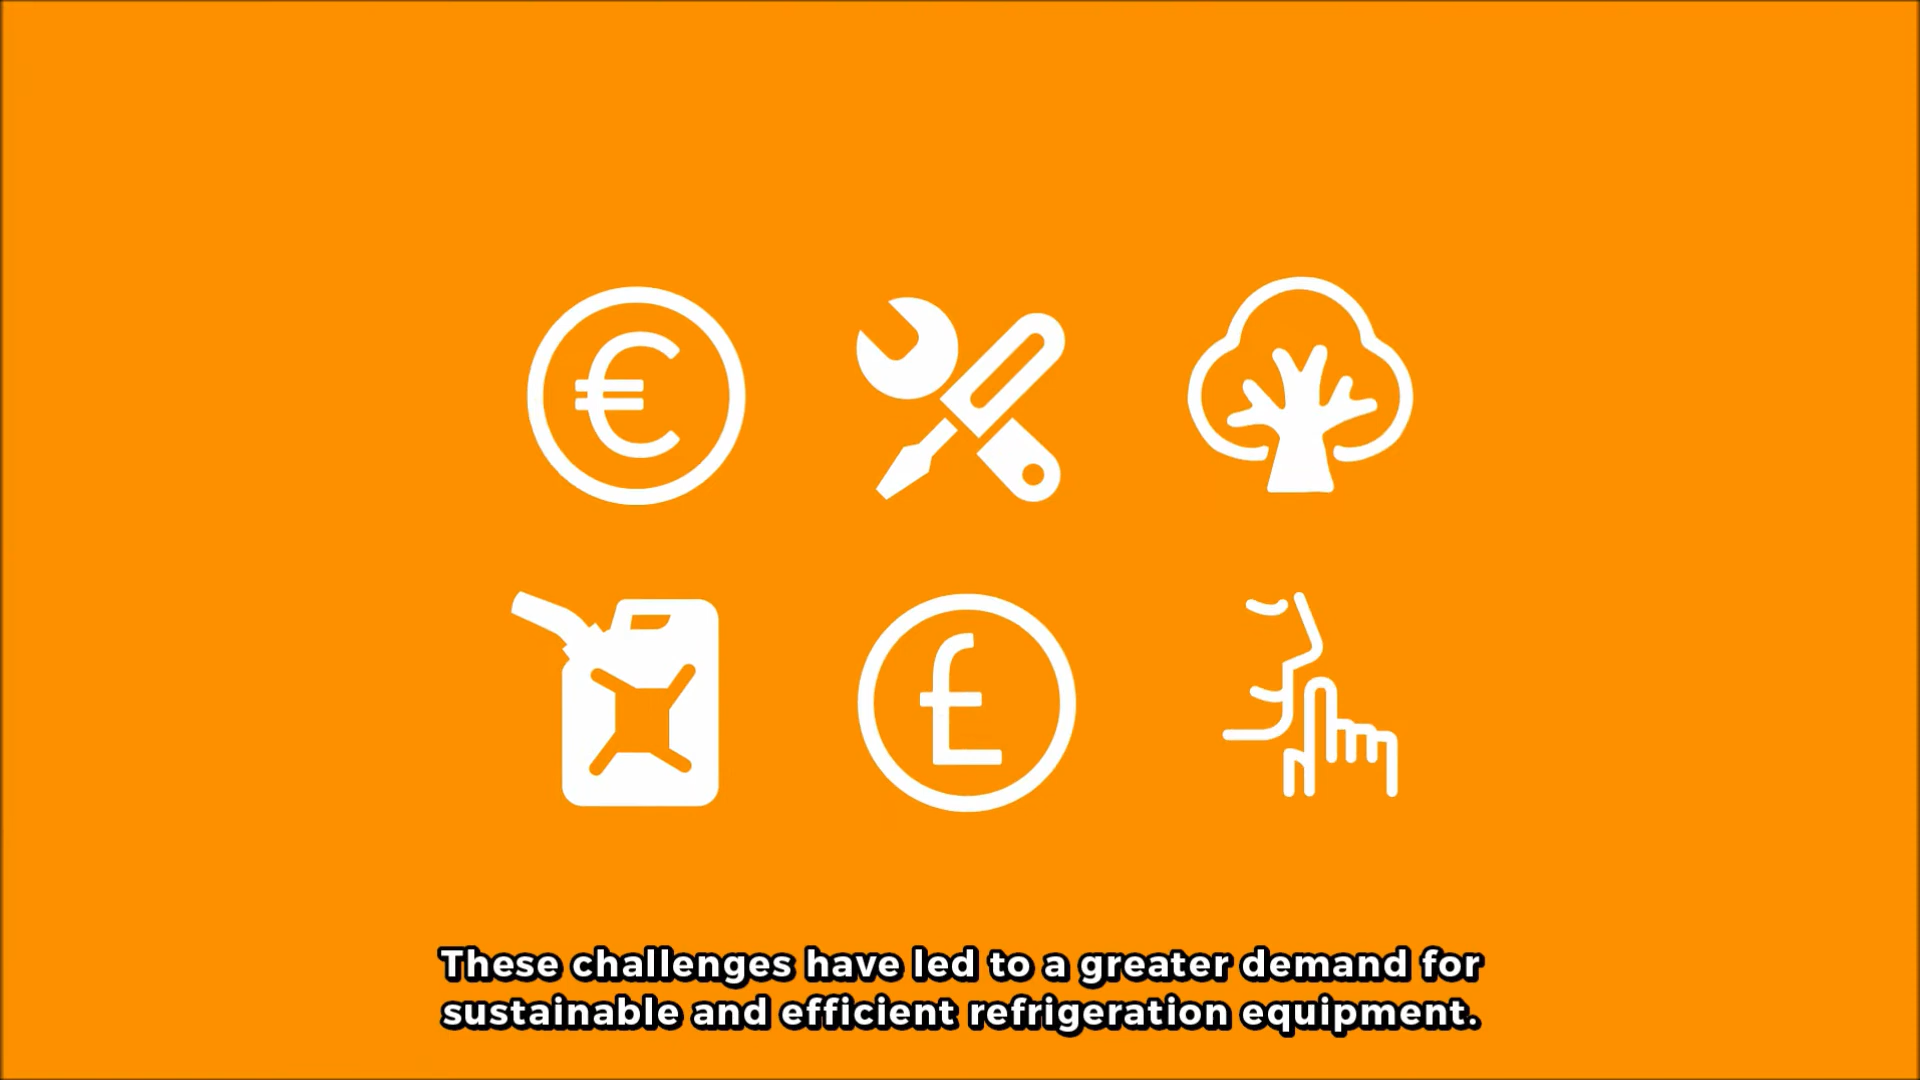 €
£
These challenges have led to a greater demand for
sustainable and efficient refrigeration equipment.